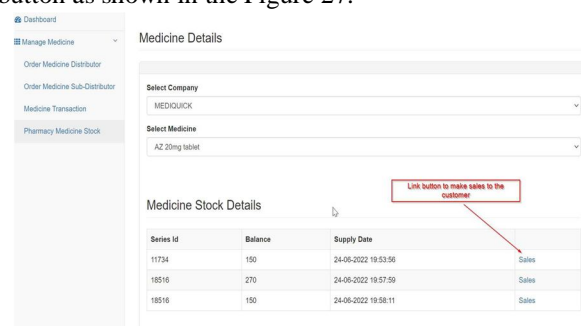 button as shown in the Figure 27.
Dashboard
Manage Medicine
Order Medicine Distributor
Order Medicine Sub-Distributor
Medicine Transaction
Pharmacy Medicine Stock
Medicine Details
Select Company
MEDIQUICK
Select Medicine
AZ 20mg tablet
Link button to make sales to the
customer
Medicine Stock Details
Series Id Balance Supply Date
11734 150 24-06-2022 19:53:56 Sales
18516 270 24-06-2022 19:57:59 Sales
18516 150 24-06-2022 19:58:11 Sales